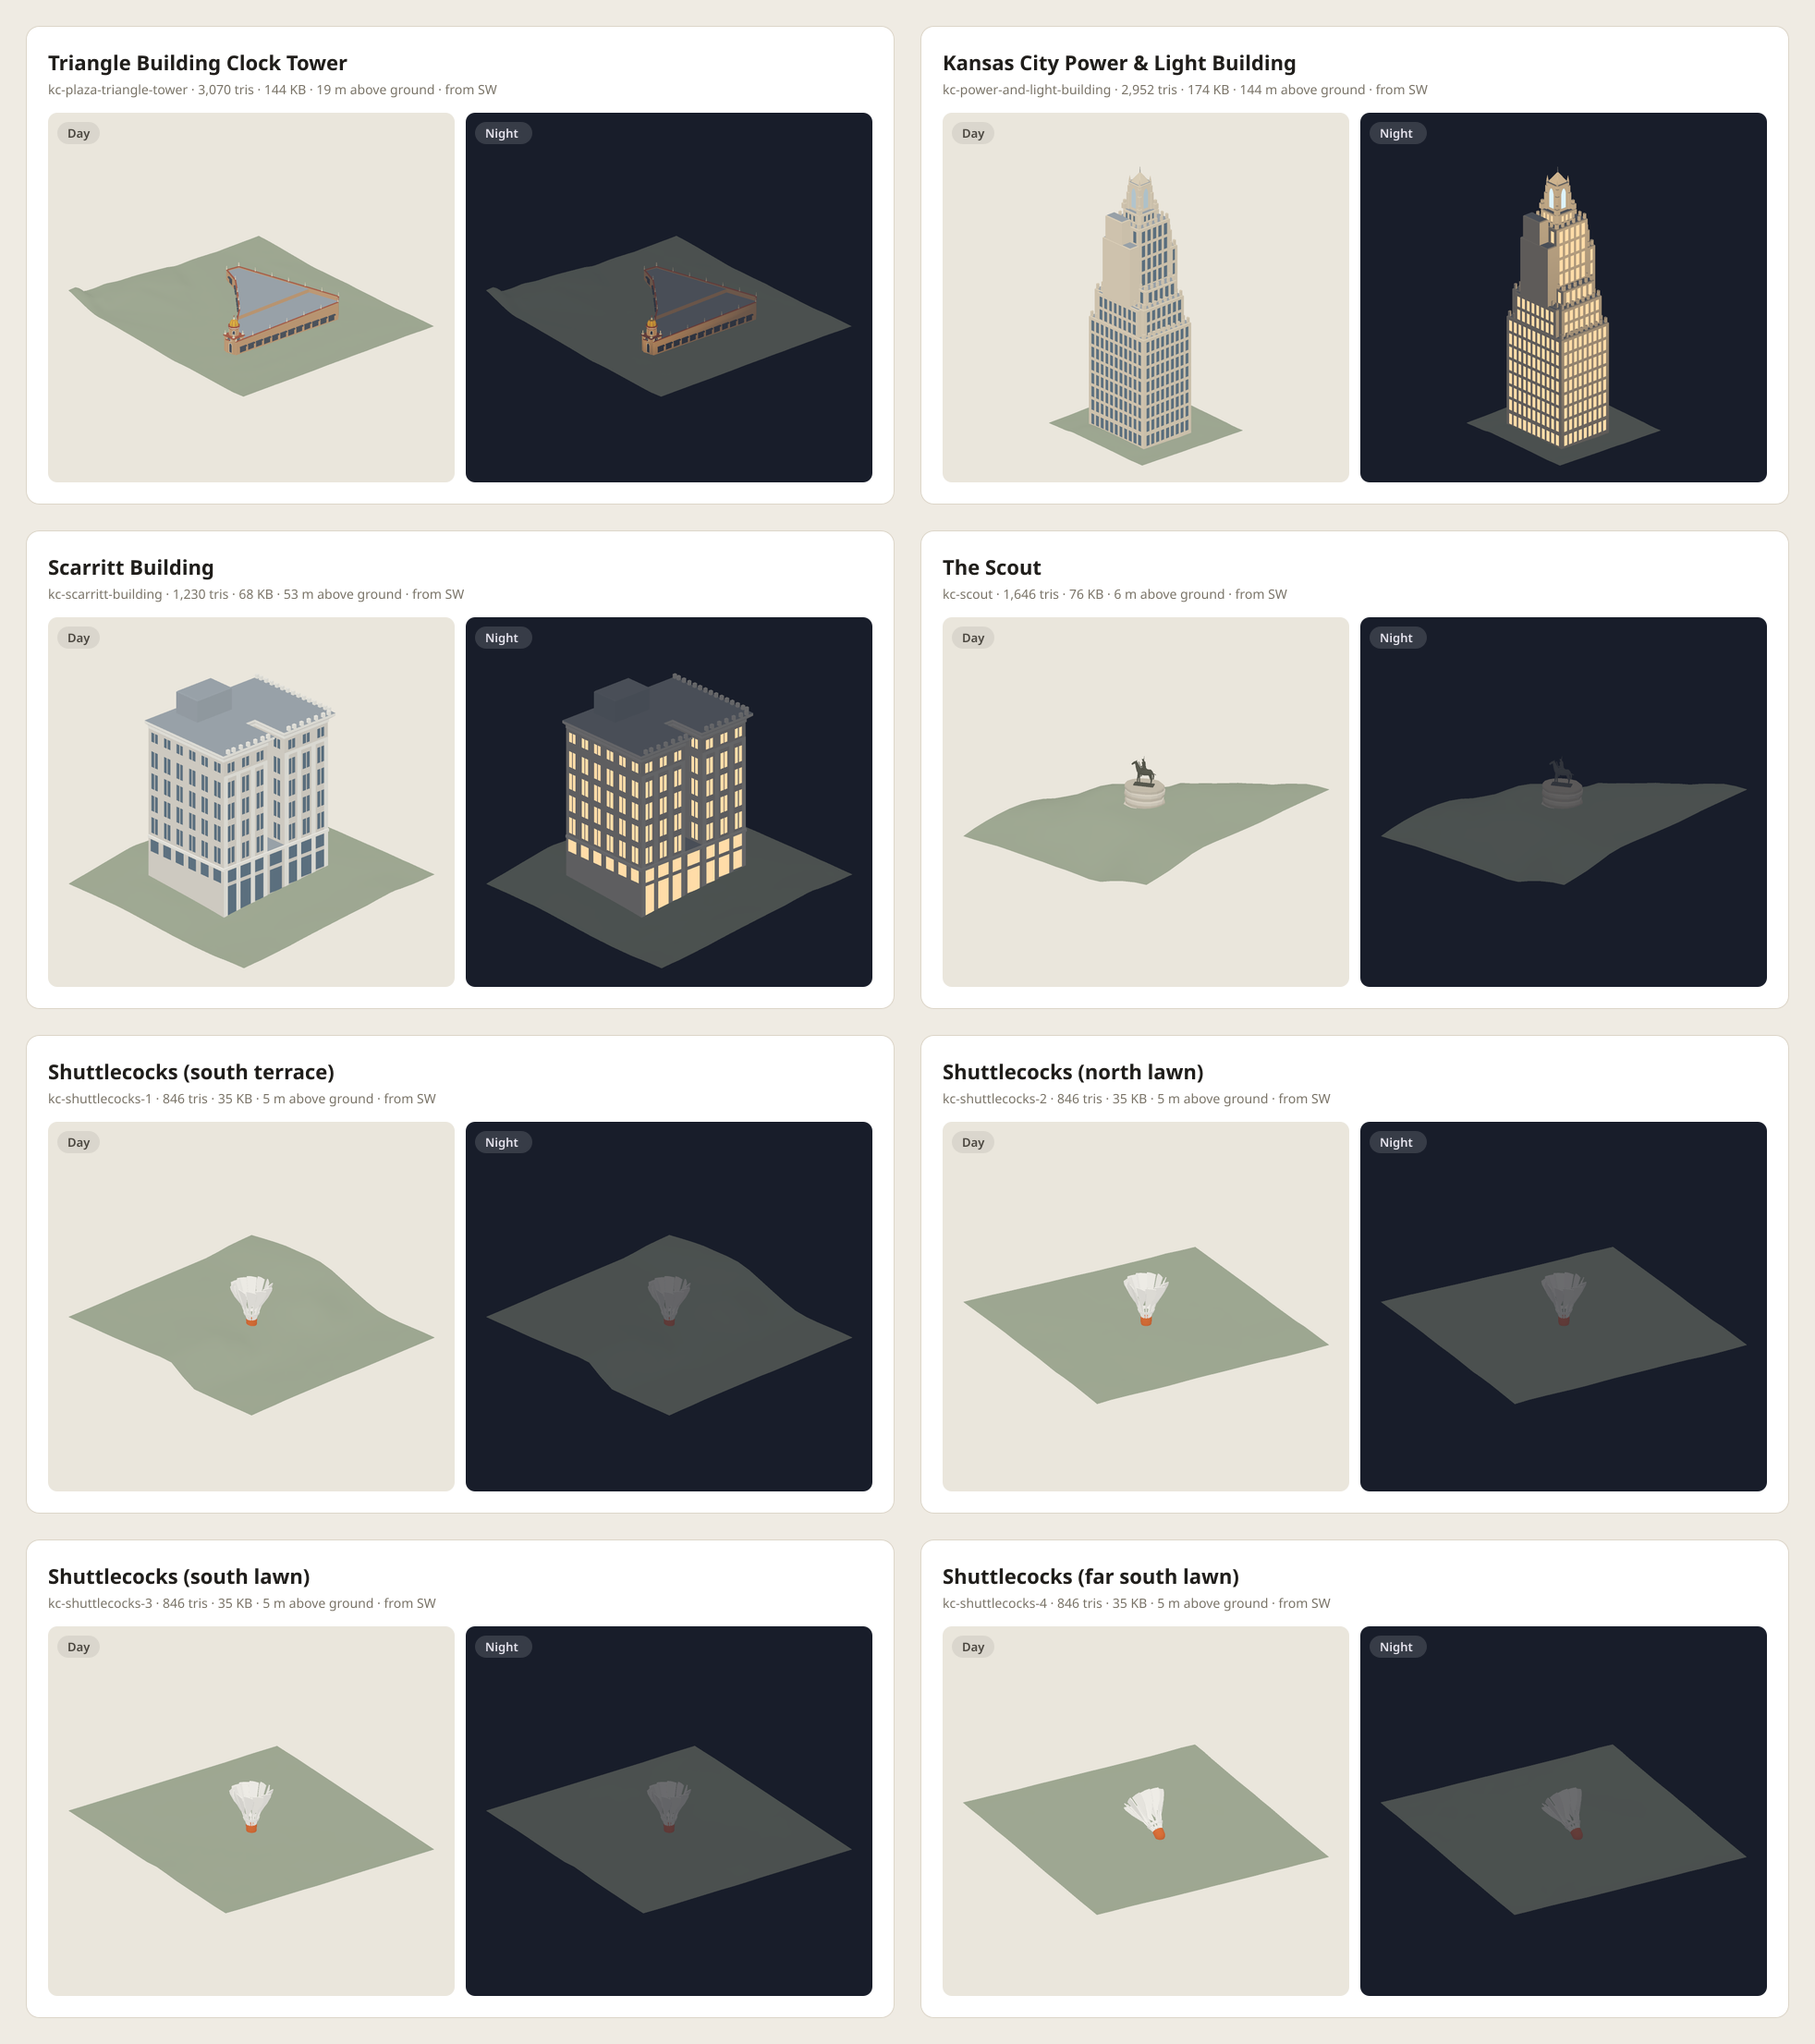 Triangle Building Clock Tower
kc-plaza-triangle-tower · 3,070 tris · 144 KB · 19 m above ground · from SW
Day
Night
Kansas City Power & Light Building
kc-power-and-light-building · 2,952 tris · 174 KB · 144 m above ground · from SW
Day
Night
Scarritt Building
kc-scarritt-building · 1,230 tris · 68 KB · 53 m above ground · from SW
Day
Night
The Scout
kc-scout · 1,646 tris · 76 KB · 6 m above ground · from SW
Day
Night
Shuttlecocks (south terrace)
kc-shuttlecocks-1 · 846 tris · 35 KB · 5 m above ground · from SW
Day
Night
Shuttlecocks (north lawn)
kc-shuttlecocks-2 · 846 tris · 35 KB · 5 m above ground · from SW
Day
Night
Shuttlecocks (south lawn)
kc-shuttlecocks-3 · 846 tris · 35 KB · 5 m above ground · from SW
Day
Night
Shuttlecocks (far south lawn)
kc-shuttlecocks-4 · 846 tris · 35 KB · 5 m above ground · from SW
Day
Night